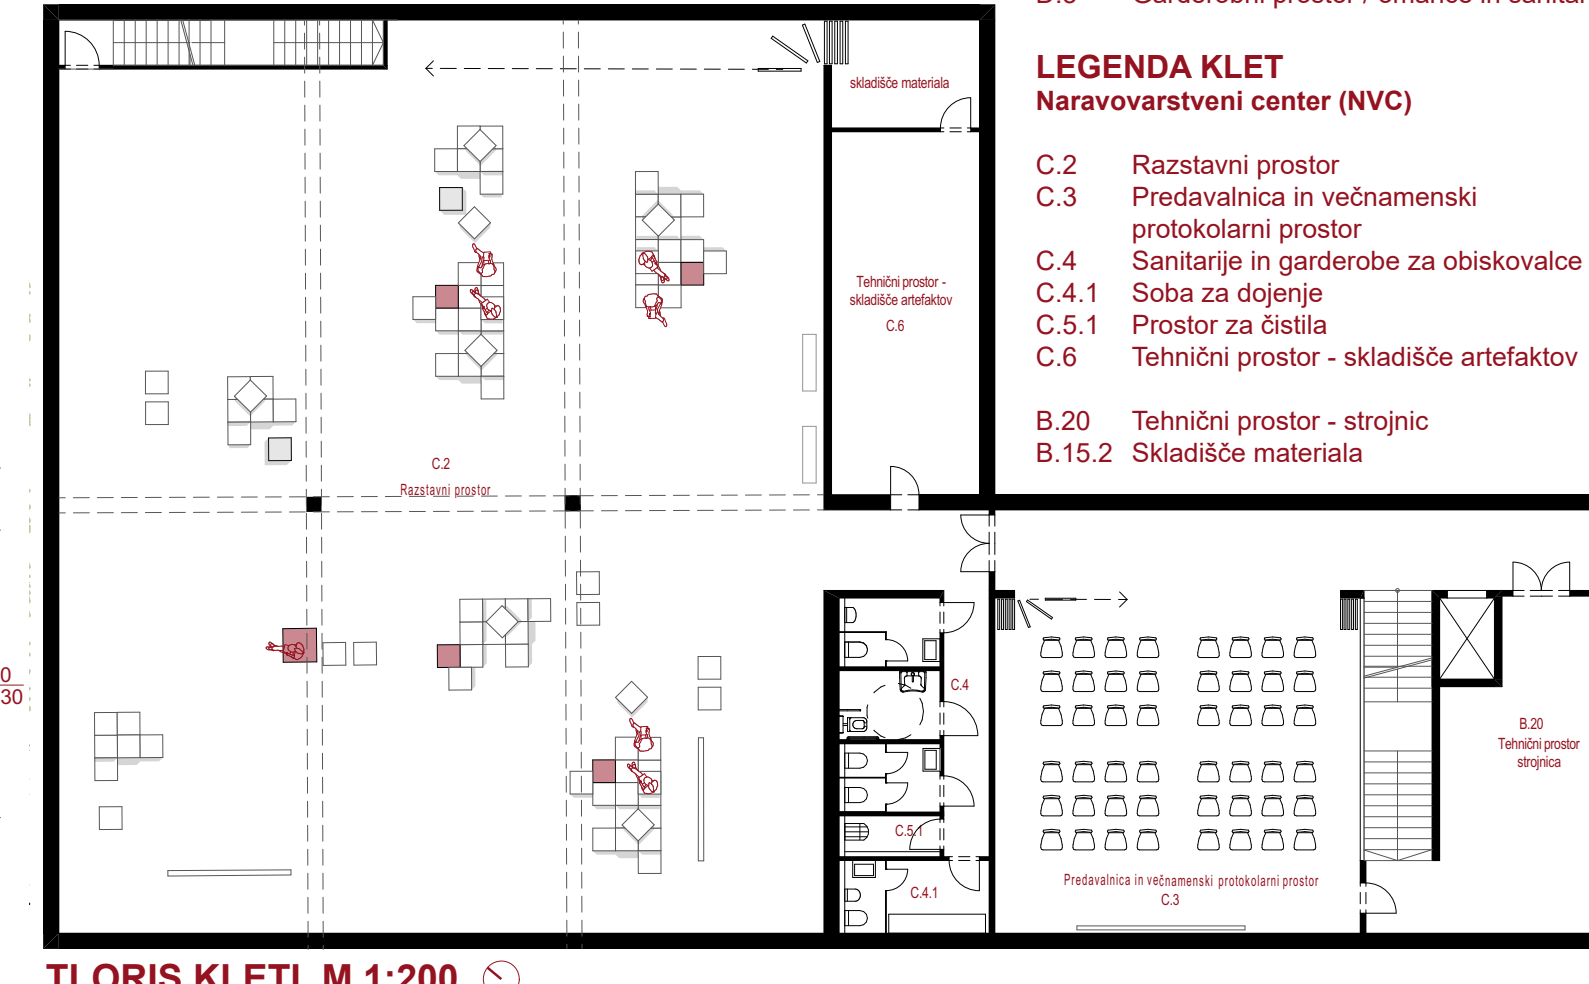 LEGENDA KLET
Naravovarstveni center (NVC)
C.2 Razstavni prostor
C.3 Predavalnica in večnamenski
protokolarni prostor
C.4 Sanitarije in garderobe za obiskovalce
C.4.1 Soba za dojenje
C.5.1 Prostor za čistila
C.6 Tehnični prostor - skladišče artefaktov
B.20 Tehnični prostor - strojnic
B.15.2 Skladišče materiala
skladišče materiala
Tehnični prostor -
skladišče artefaktov
C.6
C.2
Razstavni prostor
0
30
C.4
C.5.1
C.4.1
Predavalnica in večnamenski protokolarni prostor
C.3
B.20
Tehnični prostor
strojnica
TLORIS KLETI, M 1:200